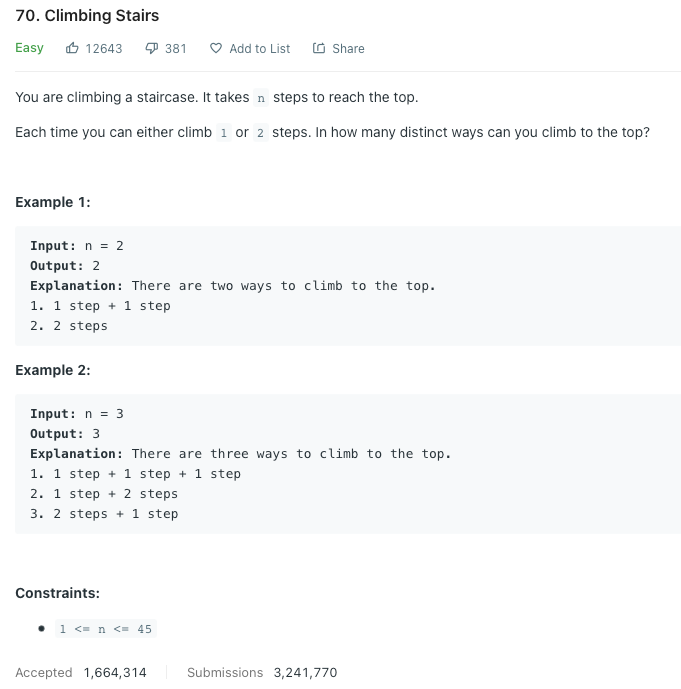 70. Climbing Stairs
Easy 12643 381 Add to List Share
You are climbing a staircase. It takes n steps to reach the top.
Each time you can either climb 1 or 2 steps. In how many distinct ways can you climb to the top?
Example 1:
Input: n = 2
Output: 2
Explanation: There are two ways to climb to the top.
1. 1 step + 1 step
2. 2 steps
Example 2:
Input: n = 3
Output: 3
Explanation: There are three ways to climb to the top.
1. 1 step + 1 step + 1 step
2. 1 step + 2 steps
3. 2 steps + 1 step
Constraints:
• 1 <= n <= 45
Accepted 1,664,314 Submissions 3,241,770